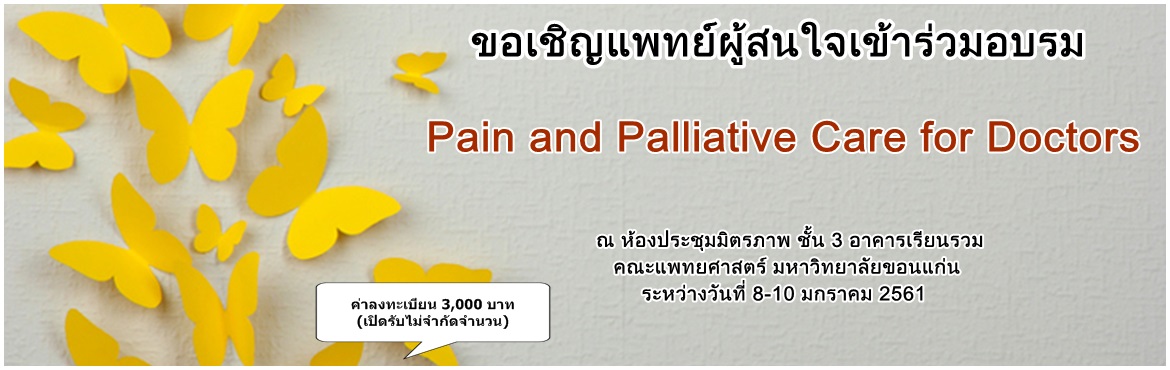 ขอเชิญแพทย์ผู้สนใจเข้าร่วมอบรม
Pain and Palliative Care for Doctors
ณ ห้องประชุมมิตรภาพ ชั้น 3 อาคารเรียนรวม
คณะแพทยศาสตร์ มหาวิทยาลัยขอนแก่น
ระหว่างวันที่ 8-10 มกราคม 2561
ค่าลงทะเบียน 3,000 บาท
(เปิดรับไม่จำกัดจำนวน)